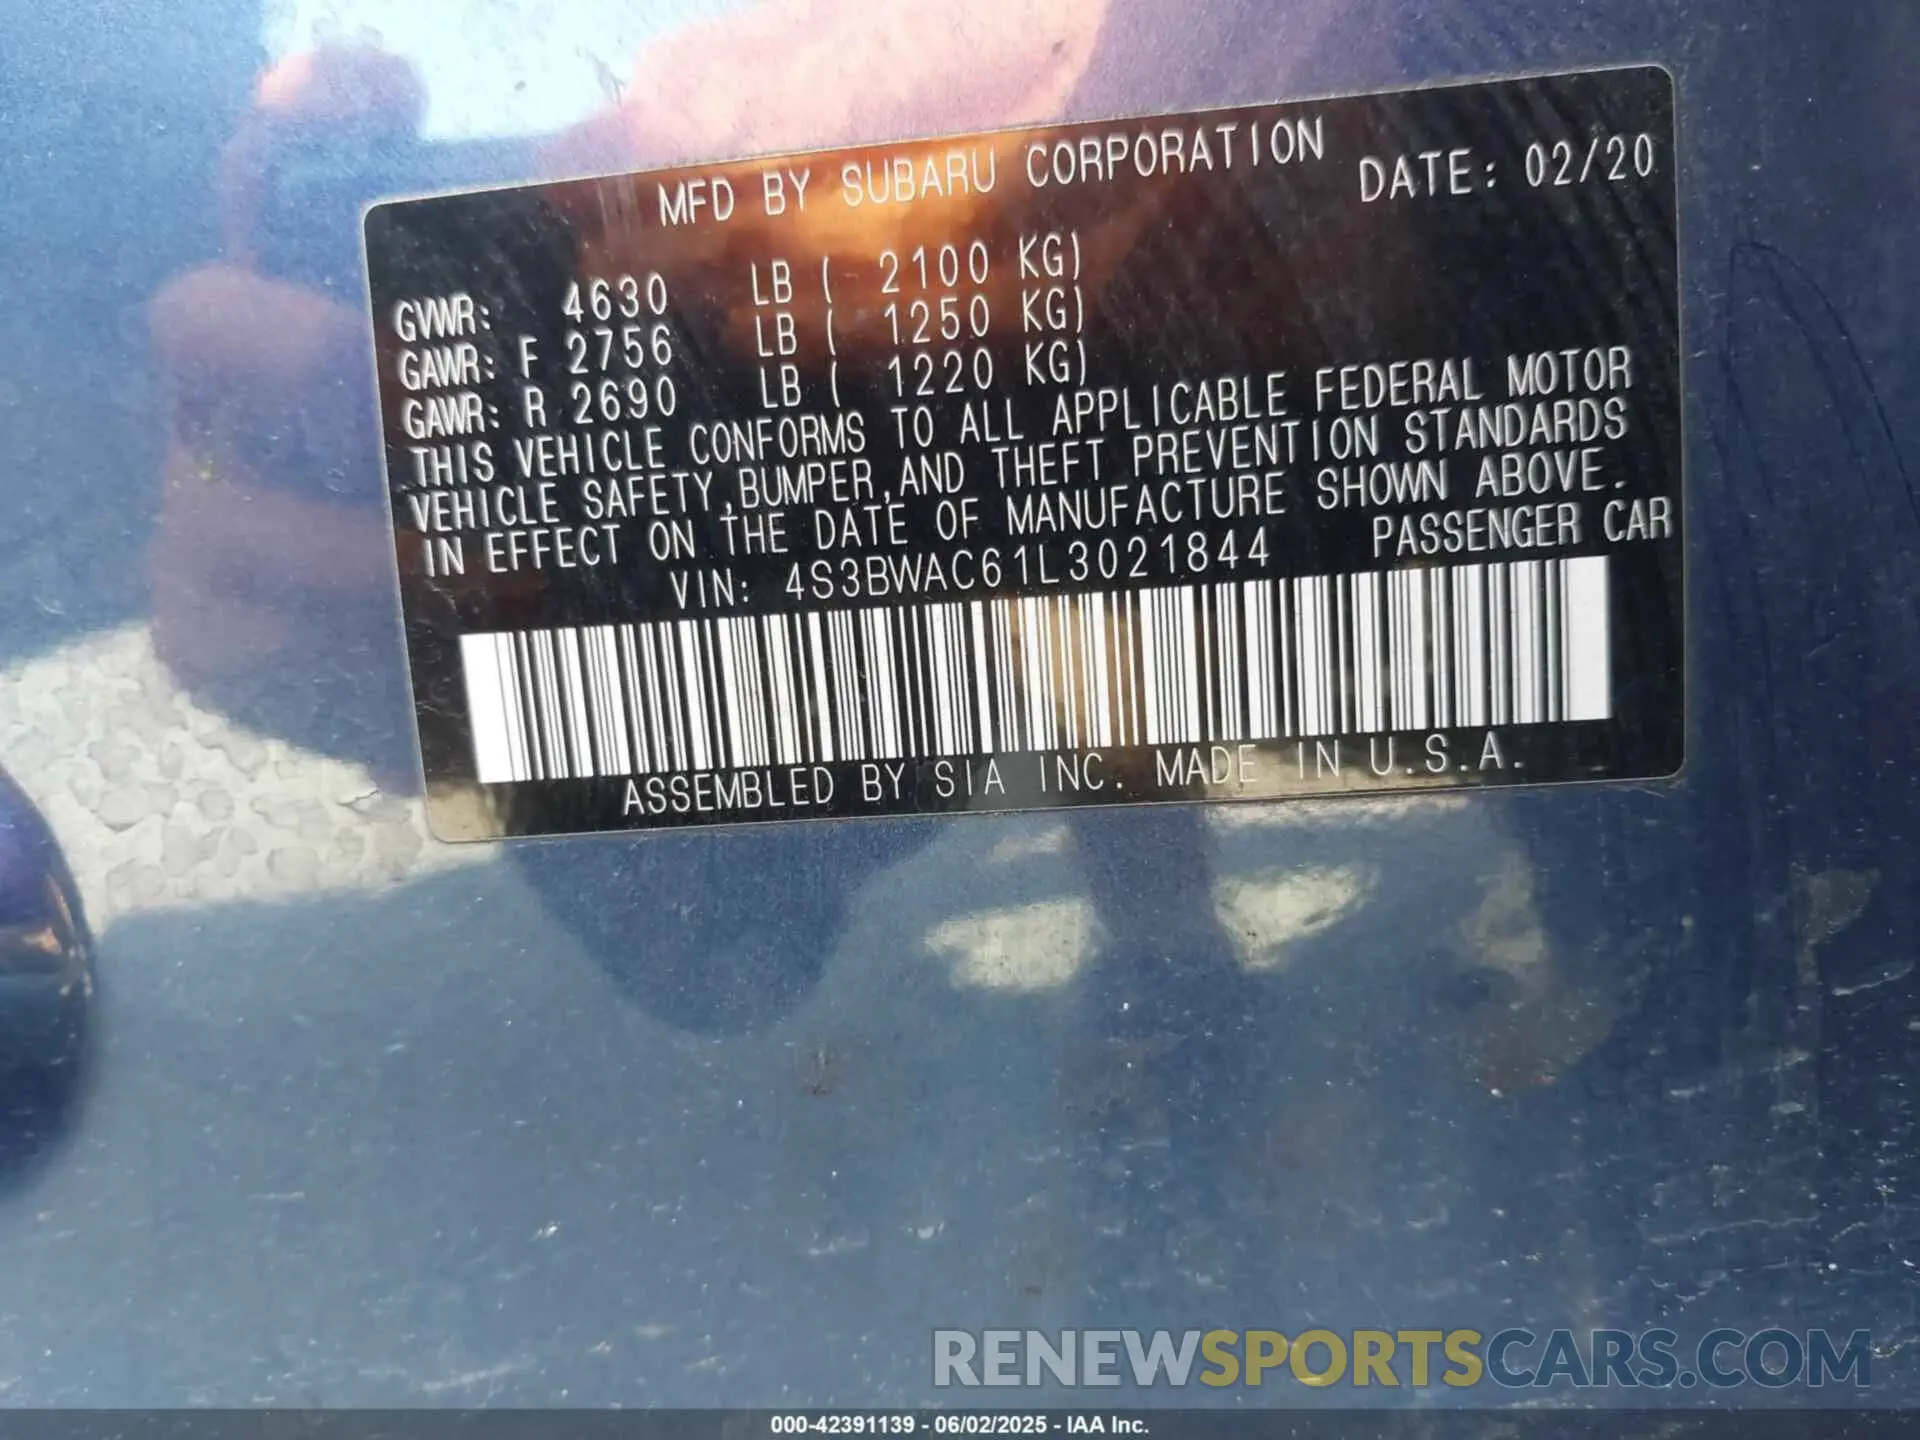 MFD BY SUBARU CORPORATION DATE: 02/20
GVWR: 4630 LB ( 2100 KG)
GAWR: F 2756 LB ( 1250 KG)
GAWR: R 2690 LB ( 1220 KG)
THIS VEHICLE CONFORMS TO ALL APPLICABLE FEDERAL MOTOR
VEHICLE SAFETY,BUMPER,AND THEFT PREVENTION STANDARDS
IN EFFECT ON THE DATE OF MANUFACTURE SHOWN ABOVE.
VIN: 4S3BWAC61L3021844 PASSENGER CAR
ASSEMBLED BY SIA INC. MADE IN U.S.A.
RENEWSPORTSCARS.COM
000-42391139 - 06/02/2025 - IAA Inc.